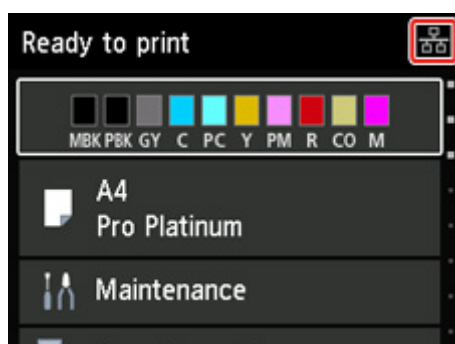 Ready to print
MBK PBK GY C PC Y PM R CO M
A4
Pro Platinum
Maintenance